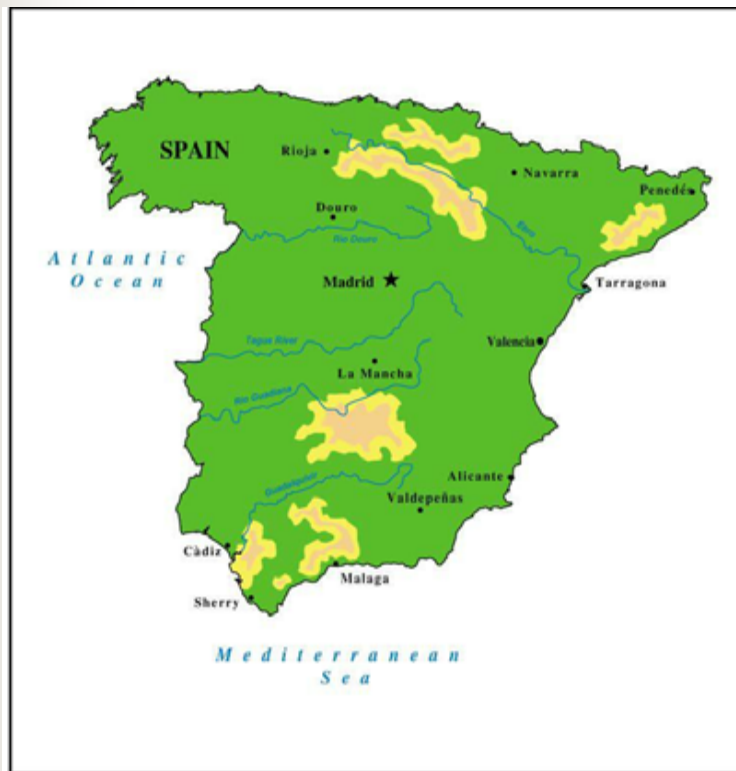 SPAIN
Rioja
Navarra
Penedés
Douro
Rio Douro
Ebro
Atlantic
Ocean
Madrid
Tarragona
Tagus River
Valencia
La Mancha
Rio Guadiana
Guadalquivir
Alicante
Valdepeñas
Càdiz
Malaga
Sherry
Mediterranean
Sea